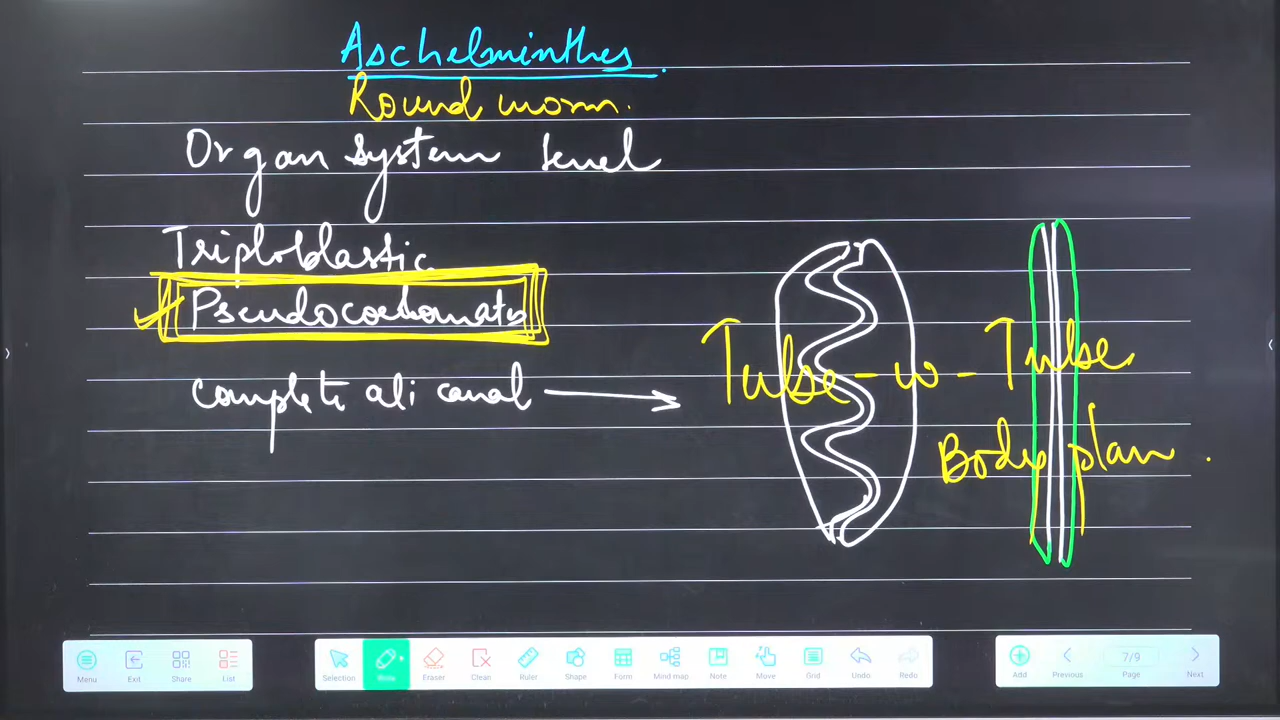 Aschelminthes.
Round worm.
Organ system level
Triploblastic
Pseudocoelomate
Complete ali canal
Tube-w-Tube
Body plan.
Menu
Exit
Share
List
Selection
Write
Eraser
Clean
Ruler
Shape
Form
Mind map
Note
Move
Grid
Undo
Redo
Add
Previous
7/9
Page
Next